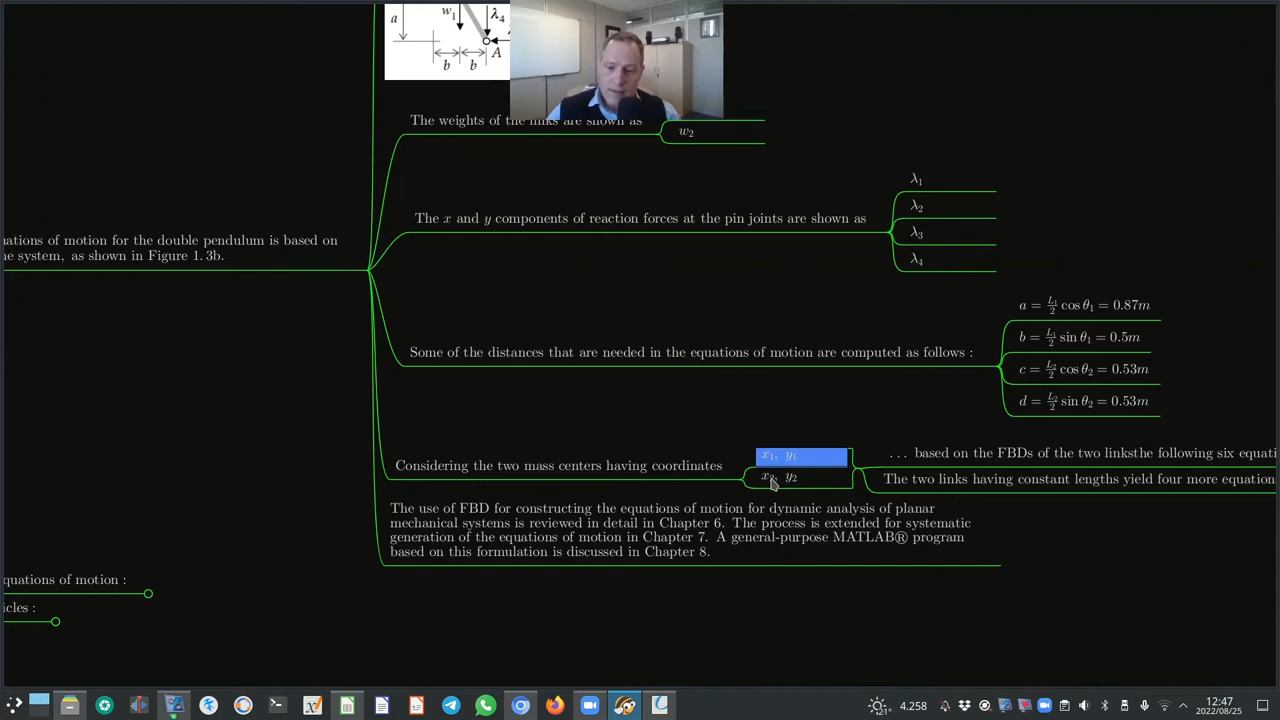 a
w₁
λ₄
A
b
b
The weights of the links are shown as
w₂
The x and y components of reaction forces at the pin joints are shown as
λ₁
λ₂
λ₃
λ₄
uations of motion for the double pendulum is based on
he system, as shown in Figure 1.3b.
Some of the distances that are needed in the equations of motion are computed as follows :
a = L₁/2 cos θ₁ = 0.87m
b = L₁/2 sin θ₁ = 0.5m
c = L₂/2 cos θ₂ = 0.53m
d = L₂/2 sin θ₂ = 0.53m
Considering the two mass centers having coordinates
x₁, y₁
x₂, y₂
... based on the FBDs of the two linksthe following six equati
The two links having constant lengths yield four more equation
The use of FBD for constructing the equations of motion for dynamic analysis of planar
mechanical systems is reviewed in detail in Chapter 6. The process is extended for systematic
generation of the equations of motion in Chapter 7. A general-purpose MATLAB® program
based on this formulation is discussed in Chapter 8.
quations of motion :
icles :
4.258
12:47
2022/08/25